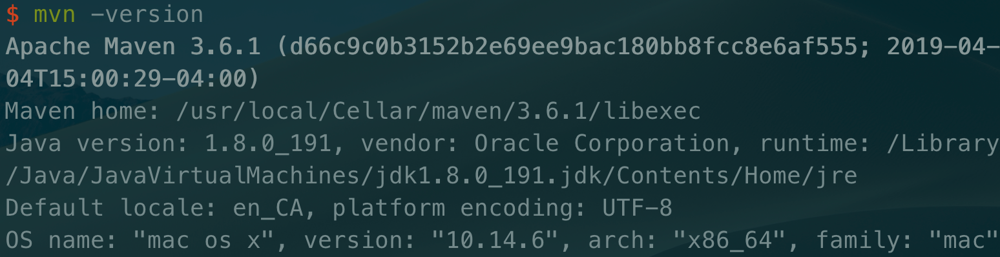 $ mvn -version
Apache Maven 3.6.1 (d66c9c0b3152b2e69ee9bac180bb8fcc8e6af555; 2019-04-
04T15:00:29-04:00)
Maven home: /usr/local/Cellar/maven/3.6.1/libexec
Java version: 1.8.0_191, vendor: Oracle Corporation, runtime: /Library
/Java/JavaVirtualMachines/jdk1.8.0_191.jdk/Contents/Home/jre
Default locale: en_CA, platform encoding: UTF-8
OS name: "mac os x", version: "10.14.6", arch: "x86_64", family: "mac"